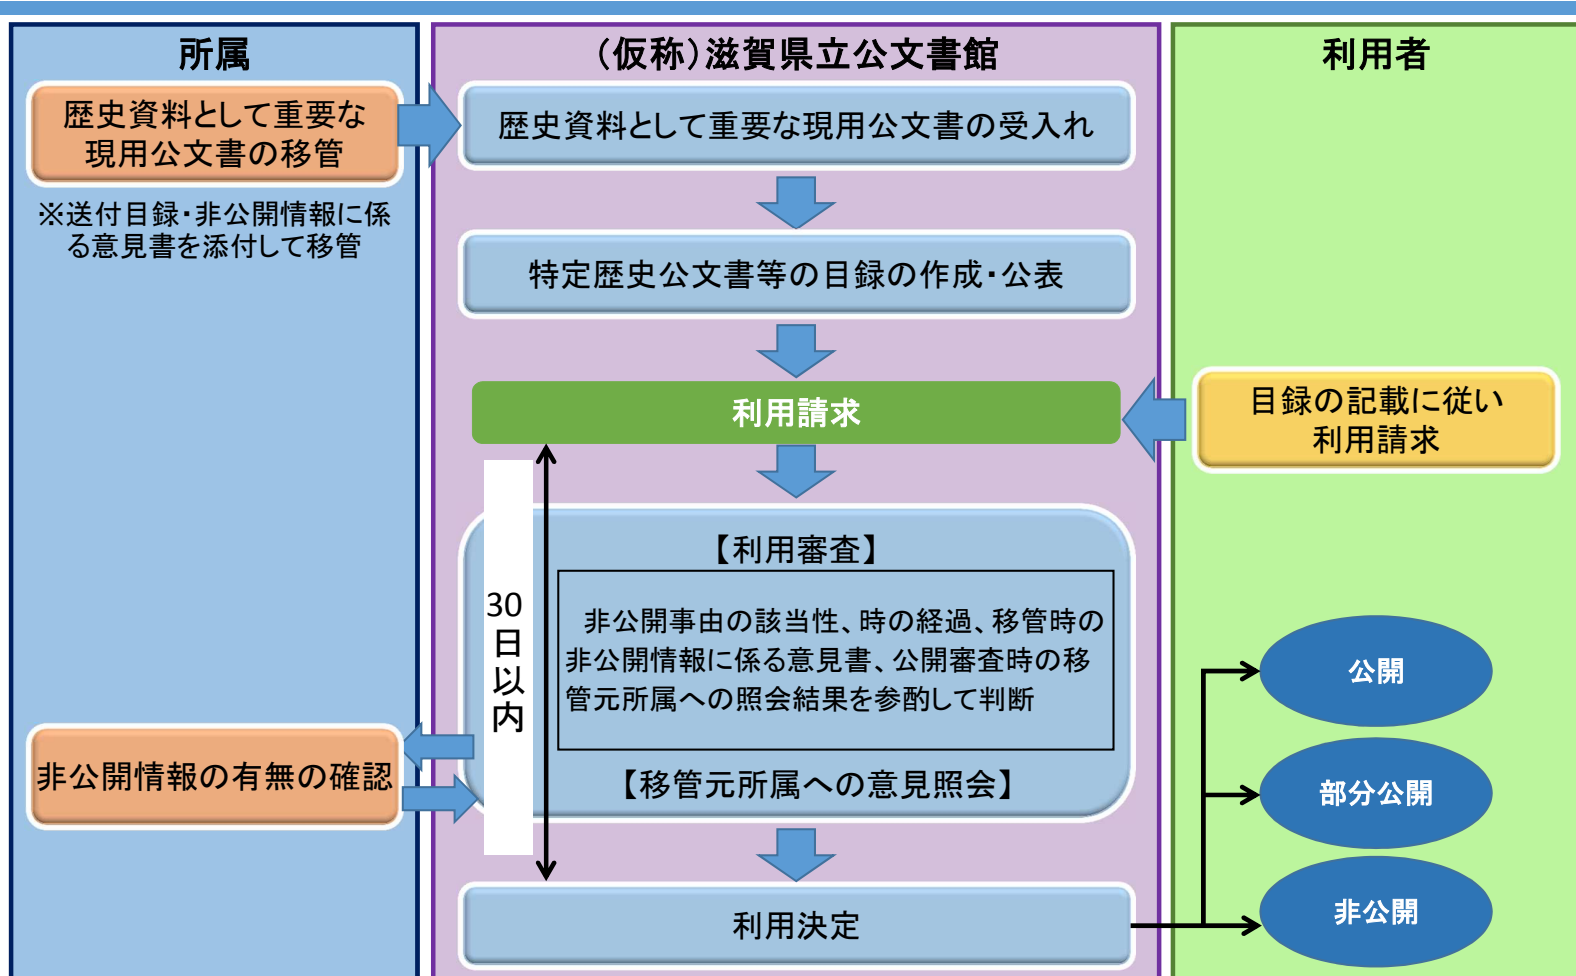 所属
歴史資料として重要な
現用公文書の移管
※送付目録・非公開情報に係
る意見書を添付して移管
非公開情報の有無の確認
（仮称）滋賀県立公文書館
歴史資料として重要な現用公文書の受入れ
特定歴史公文書等の目録の作成・公表
利用請求
30
日
以
内
【利用審査】
非公開事由の該当性、時の経過、移管時の
非公開情報に係る意見書、公開審査時の移
管元所属への照会結果を参酌して判断
【移管元所属への意見照会】
利用決定
利用者
目録の記載に従い
利用請求
公開
部分公開
非公開